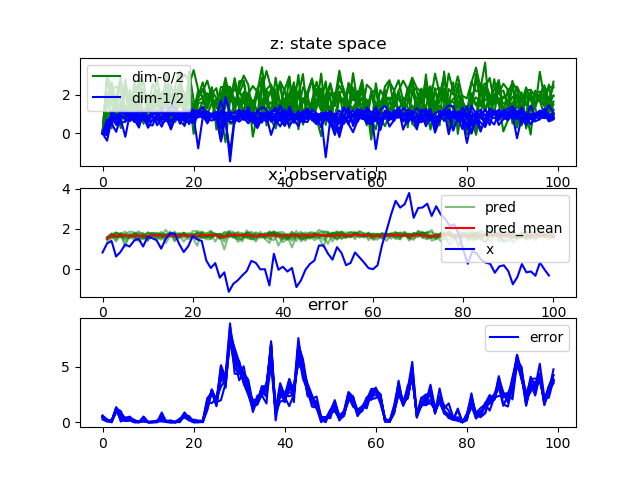 z: state space
dim-0/2
dim-1/2
2
0
0 20 40 60 80 100
x: observation
4
2
0
pred
pred_mean
x
0 20 40 60 80 100
error
5
0
error
0 20 40 60 80 100